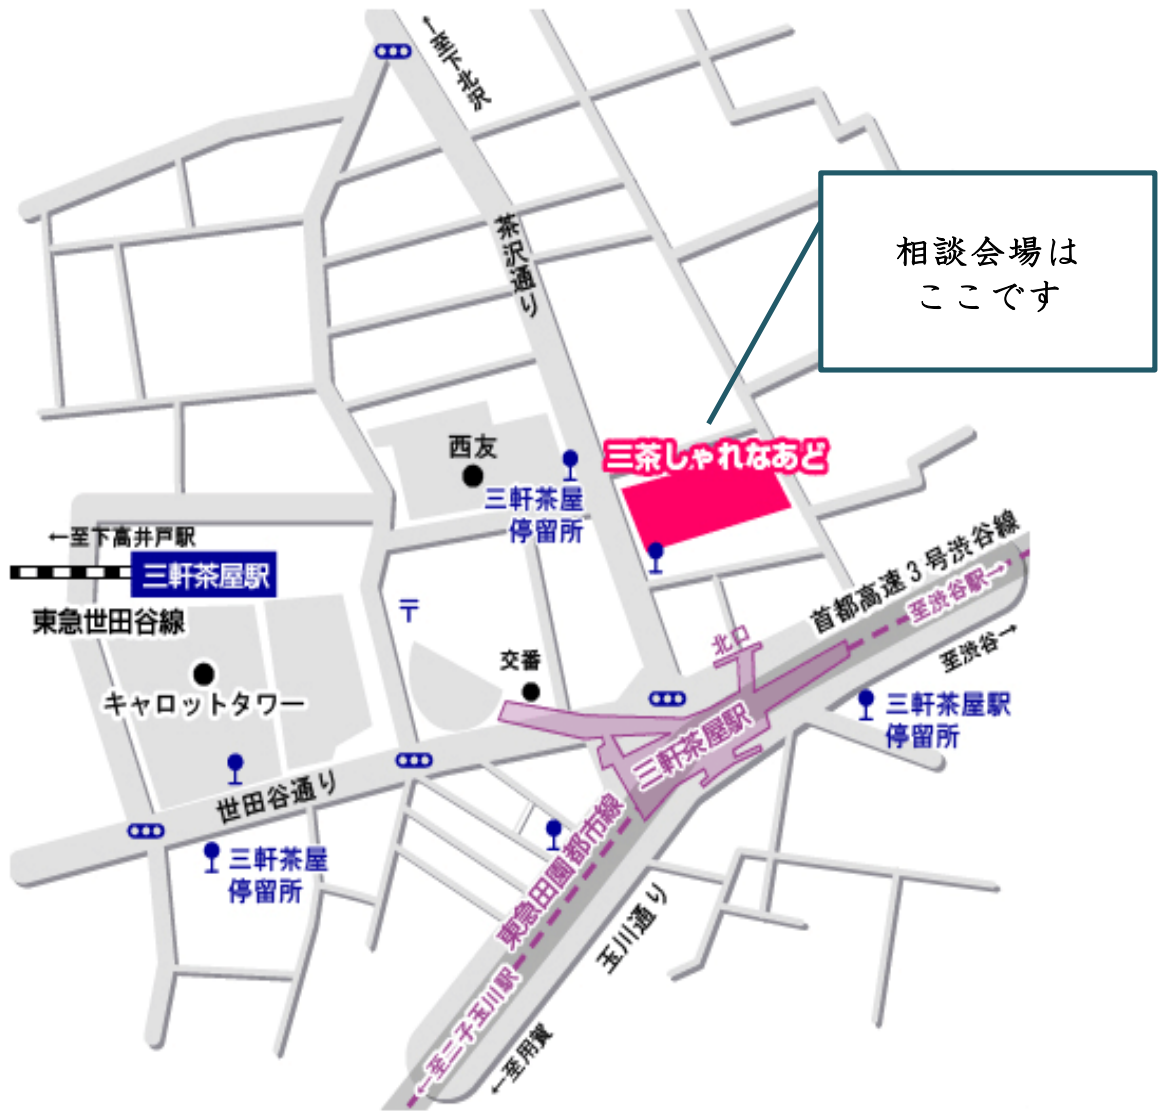 ←至下北沢
茶沢通り
相談会場は
ここです
西友
三茶しゃれなあど
三軒茶屋
停留所
←至下高井戸駅
三軒茶屋駅
東急世田谷線
〒
首都高速3号渋谷線
至渋谷駅→
至渋谷→
北口
交番
キャロットタワー
三軒茶屋駅
三軒茶屋駅
停留所
世田谷通り
三軒茶屋
停留所
東急田園都市線
玉川通り
←至二子玉川駅
←至用賀